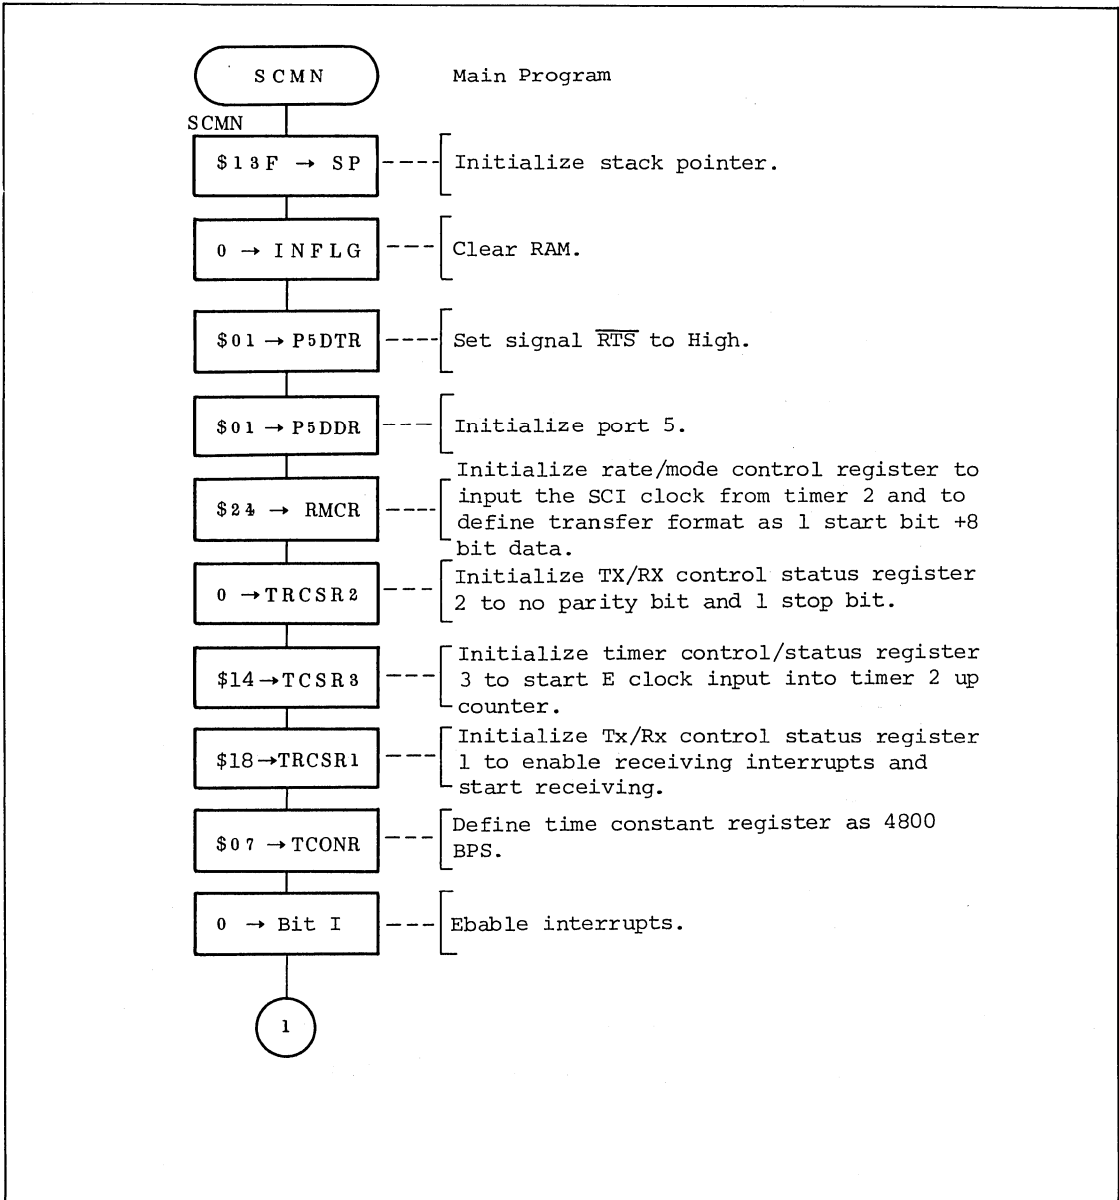 SCMN
Main Program
SCMN
$13F → SP
Initialize stack pointer.
0 → INFLG
Clear RAM.
$01 → P5DTR
Set signal R̅T̅S̅ to High.
$01 → P5DDR
Initialize port 5.
$24 → RMCR
Initialize rate/mode control register to
input the SCI clock from timer 2 and to
define transfer format as 1 start bit +8
bit data.
0 → TRCSR2
Initialize TX/RX control status register
2 to no parity bit and 1 stop bit.
$14 → TCSR3
Initialize timer control/status register
3 to start E clock input into timer 2 up
counter.
$18 → TRCSR1
Initialize Tx/Rx control status register
1 to enable receiving interrupts and
start receiving.
$07 → TCONR
Define time constant register as 4800
BPS.
0 → Bit I
Ebable interrupts.
1